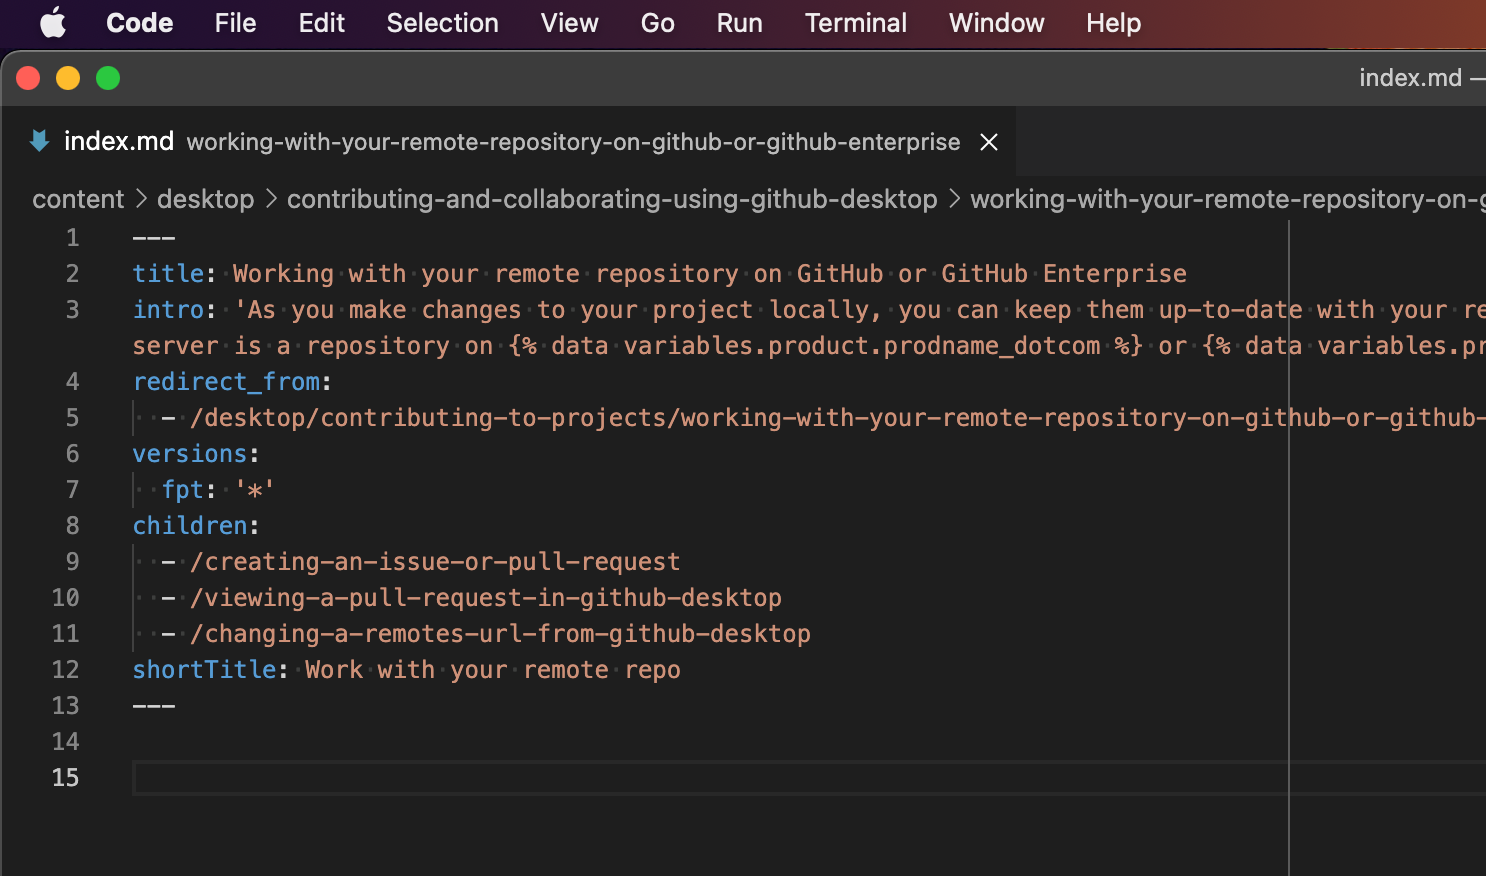 Code File Edit Selection View Go Run Terminal Window Help
index.md —
index.md working-with-your-remote-repository-on-github-or-github-enterprise
content > desktop > contributing-and-collaborating-using-github-desktop > working-with-your-remote-repository-on-g
1 ---
2 title: Working with your remote repository on GitHub or GitHub Enterprise
3 intro: 'As you make changes to your project locally, you can keep them up-to-date with your re
server is a repository on {% data variables.product.prodname_dotcom %} or {% data variables.pr
4 redirect_from:
5 - /desktop/contributing-to-projects/working-with-your-remote-repository-on-github-or-github-
6 versions:
7 fpt: '*'
8 children:
9 - /creating-an-issue-or-pull-request
10 - /viewing-a-pull-request-in-github-desktop
11 - /changing-a-remotes-url-from-github-desktop
12 shortTitle: Work with your remote repo
13 ---
14
15